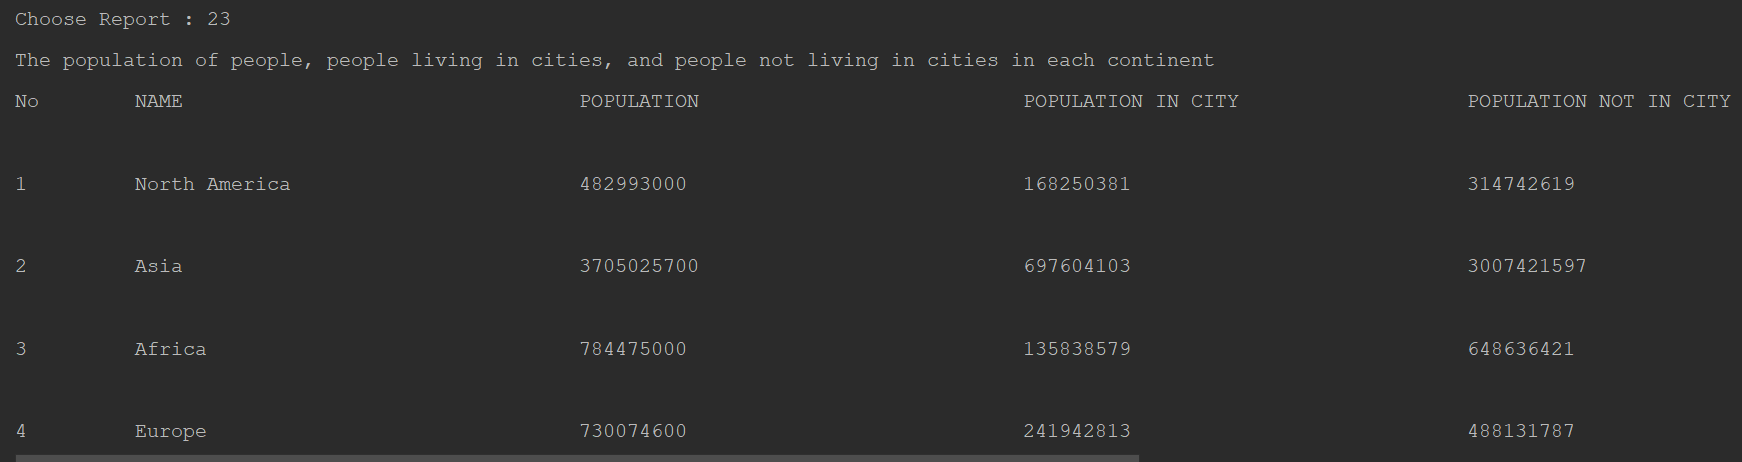 Choose Report : 23
The population of people, people living in cities, and people not living in cities in each continent
No NAME POPULATION POPULATION IN CITY POPULATION NOT IN CITY
1 North America 482993000 168250381 314742619
2 Asia 3705025700 697604103 3007421597
3 Africa 784475000 135838579 648636421
4 Europe 730074600 241942813 488131787